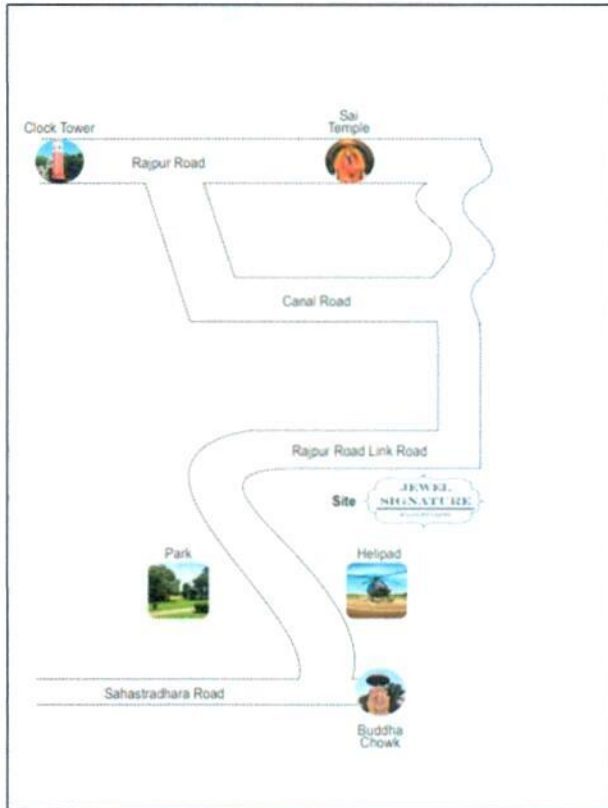 Sai
Temple
Clock Tower
Rajpur Road
Canal Road
Rajpur Road Link Road
Site
JEWEL
SIGNATURE
Park
Helipad
Sahastradhara Road
Buddha
Chowk